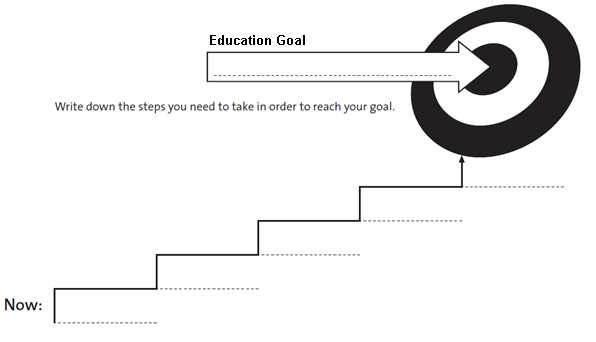 Education Goal
Write down the steps you need to take in order to reach your goal.
Now: